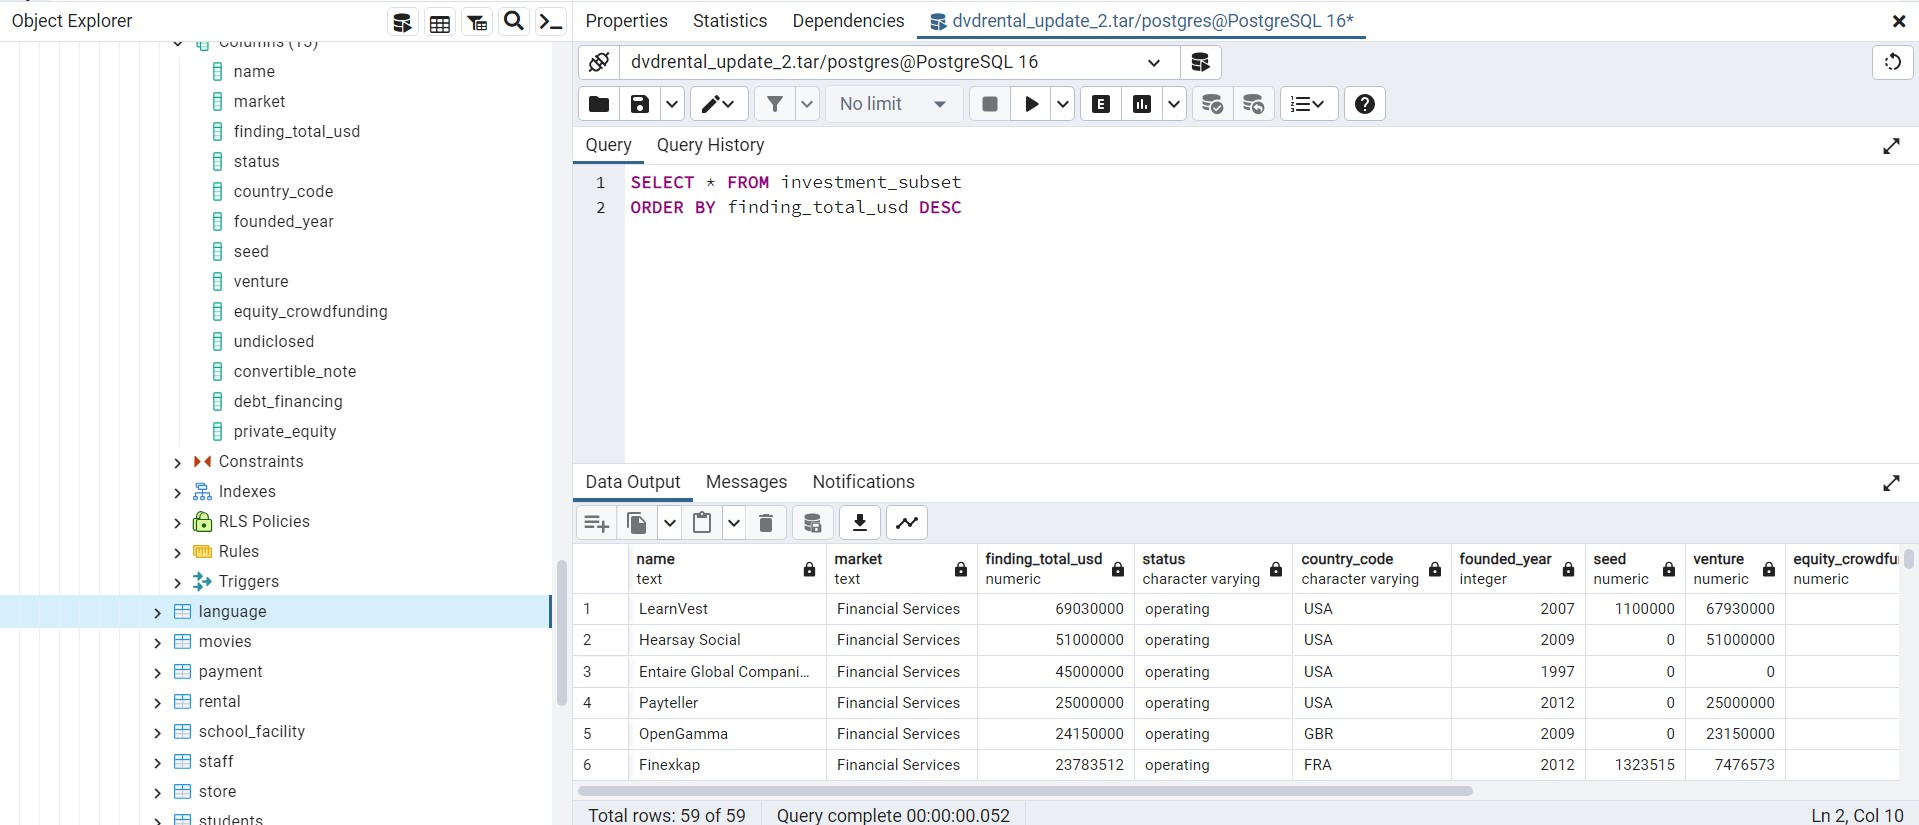 Object Explorer
Columns (13)
name
market
finding_total_usd
status
country_code
founded_year
seed
venture
equity_crowdfunding
undiclosed
convertible_note
debt_financing
private_equity
Constraints
Indexes
RLS Policies
Rules
Triggers
language
movies
payment
rental
school_facility
staff
store
students
Properties Statistics Dependencies dvdrental_update_2.tar/postgres@PostgreSQL 16*
dvdrental_update_2.tar/postgres@PostgreSQL 16
No limit E
Query Query History
1 SELECT * FROM investment_subset
2 ORDER BY finding_total_usd DESC
Data Output Messages Notifications
name market finding_total_usd status country_code founded_year seed venture equity_crowdfu
text text numeric character varying character varying integer numeric numeric numeric
1 LearnVest Financial Services 69030000 operating USA 2007 1100000 67930000
2 Hearsay Social Financial Services 51000000 operating USA 2009 0 51000000
3 Entaire Global Compani... Financial Services 45000000 operating USA 1997 0 0
4 Payteller Financial Services 25000000 operating USA 2012 0 25000000
5 OpenGamma Financial Services 24150000 operating GBR 2009 0 23150000
6 Finexkap Financial Services 23783512 operating FRA 2012 1323515 7476573
Total rows: 59 of 59 Query complete 00:00:00.052 Ln 2, Col 10